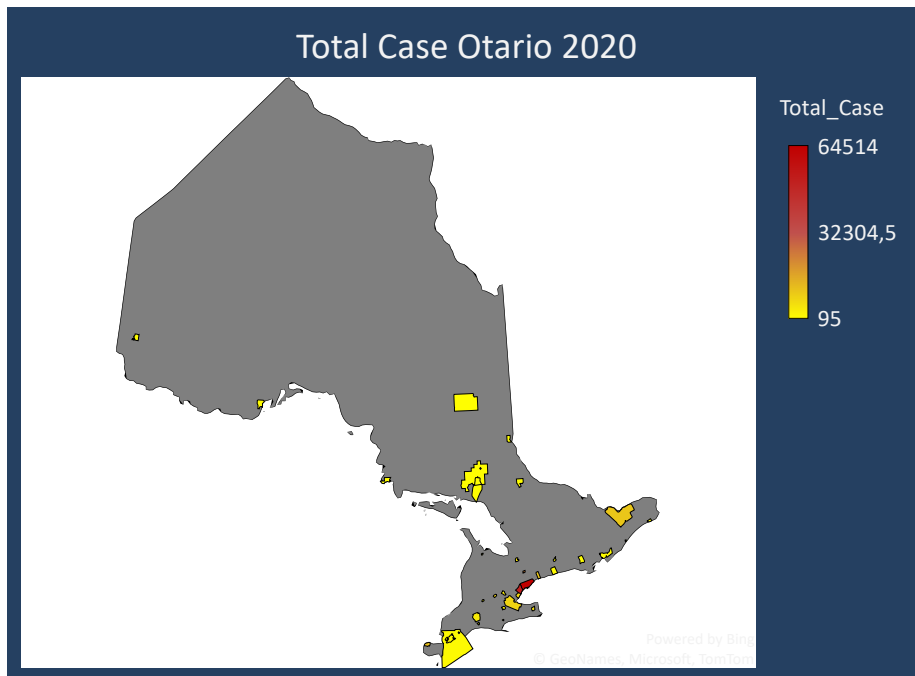 Total Case Otario 2020
Total_Case
64514
32304,5
95
Powered by Bing
© GeoNames, Microsoft, TomTom